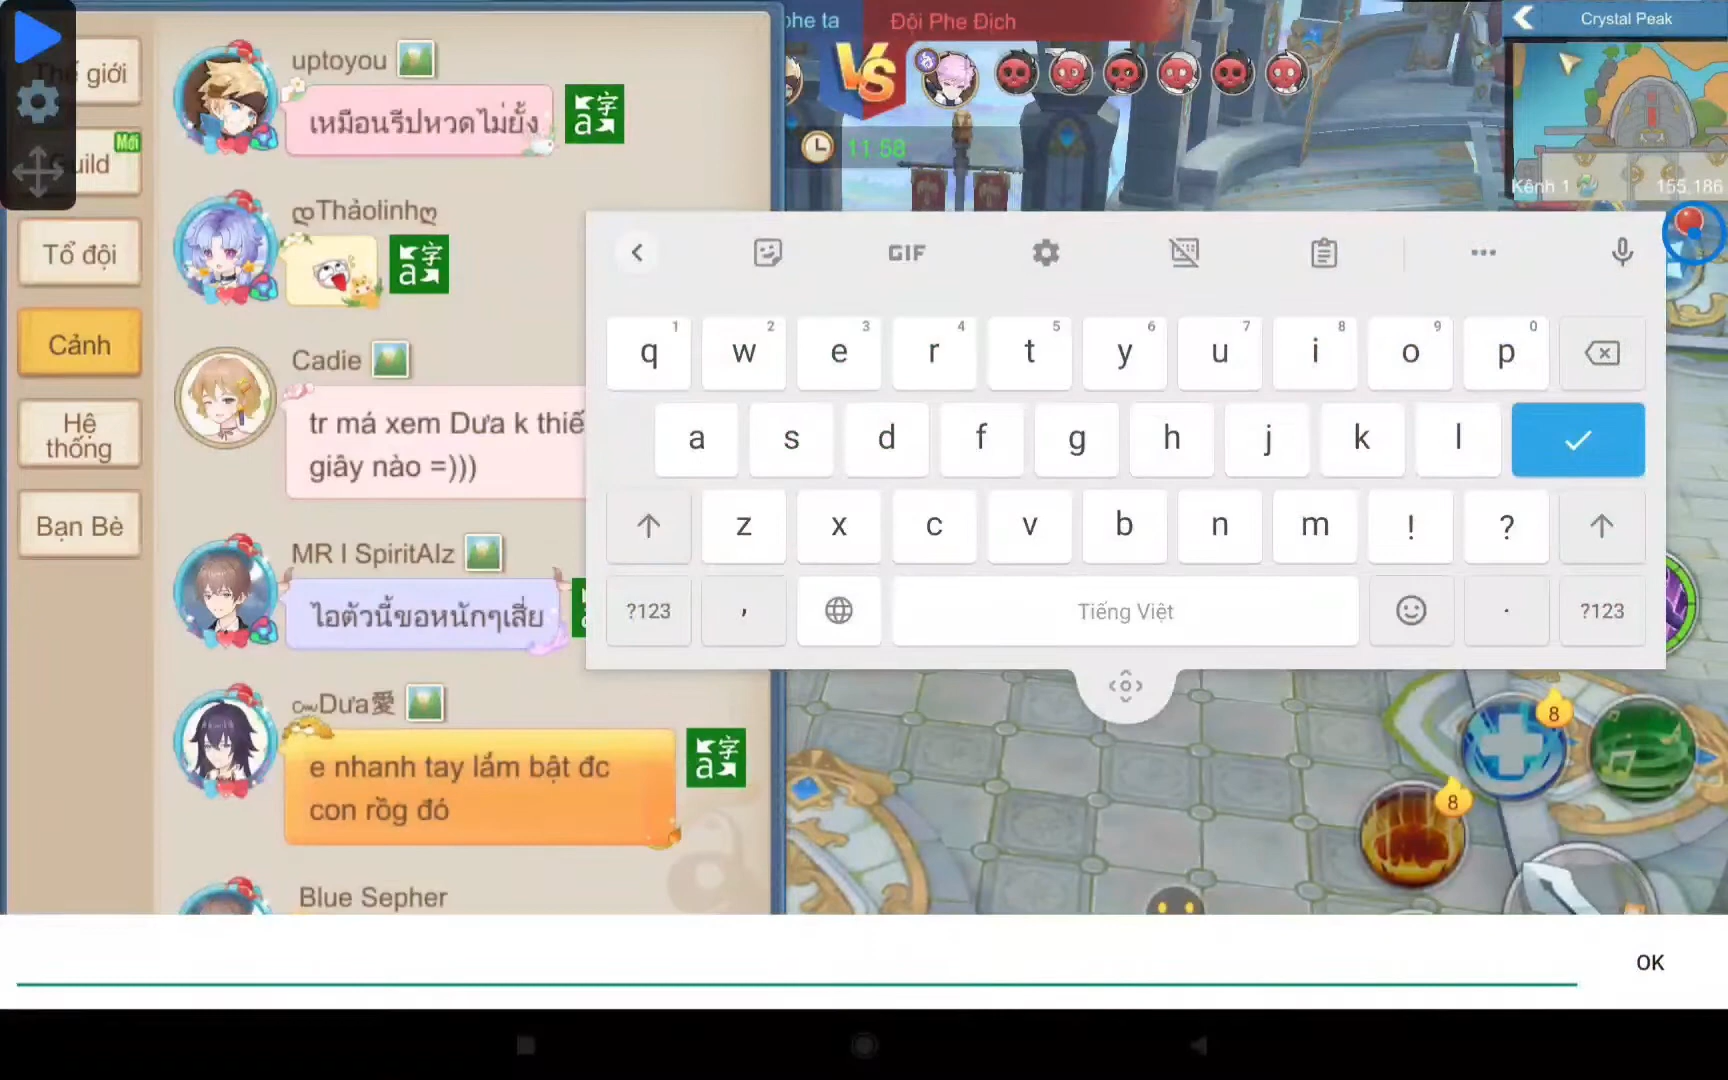 Thế giới
Mới
Guild
Tổ đội
Cảnh
Hệ
thống
Bạn Bè
uptoyou
เหมือนรีปหวดไม่ยั้ง
ღThảolinhღ
Cadie
tr má xem Dưa k thiế
giây nào =)))
MR I SpiritAlz
ไอตัวนี้ขอหนักๆเสี่ย
Dưa愛
e nhanh tay lắm bật đc
con rồg đó
Blue Sepher
phe ta
VS
Đội Phe Địch
11:58
Crystal Peak
Kênh 1
155,186
GIF
q 1 w 2 e 3 r 4 t 5 y 6 u 7 i 8 o 9 p 0
a s d f g h j k l
z x c v b n m ! ?
?123 , Tiếng Việt . ?123
8
8
OK